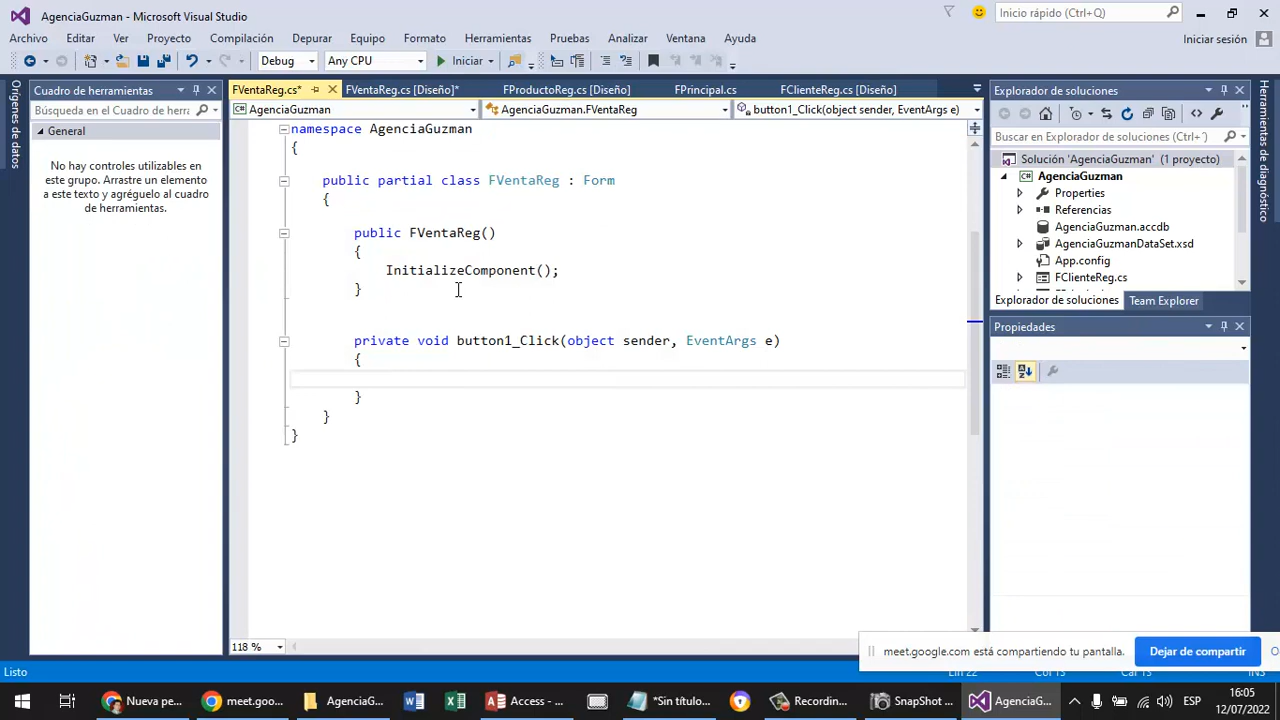 AgenciaGuzman - Microsoft Visual Studio
Inicio rápido (Ctrl+Q)
Archivo Editar Ver Proyecto Compilación Depurar Equipo Formato Herramientas Pruebas Analizar Ventana Ayuda
Iniciar sesión
Debug Any CPU Iniciar
Orígenes de datos
Cuadro de herramientas
Búsqueda en el Cuadro de herra
General
No hay controles utilizables en
este grupo. Arrastre un elemento
a este texto y agréguelo al cuadro
de herramientas.
FVentaReg.cs* FVentaReg.cs [Diseño]* FProductoReg.cs [Diseño] FPrincipal.cs FClienteReg.cs [Diseño]
AgenciaGuzman AgenciaGuzman.FVentaReg button1_Click(object sender, EventArgs e)
namespace AgenciaGuzman
{
public partial class FVentaReg : Form
{
public FVentaReg()
{
InitializeComponent();
}
private void button1_Click(object sender, EventArgs e)
{
}
}
}
118 %
Explorador de soluciones
Buscar en Explorador de soluciones (Ctrl+´)
Solución 'AgenciaGuzman' (1 proyecto)
AgenciaGuzman
Properties
Referencias
AgenciaGuzman.accdb
AgenciaGuzmanDataSet.xsd
App.config
FClienteReg.cs
Explorador de soluciones Team Explorer
Propiedades
Herramientas de diagnóstico
meet.google.com está compartiendo tu pantalla. Dejar de compartir
Listo
Nueva pe... meet.goo... AgenciaG... Access - ... *Sin título... Recordin... SnapShot ... AgenciaG... ESP
16:05
12/07/2022